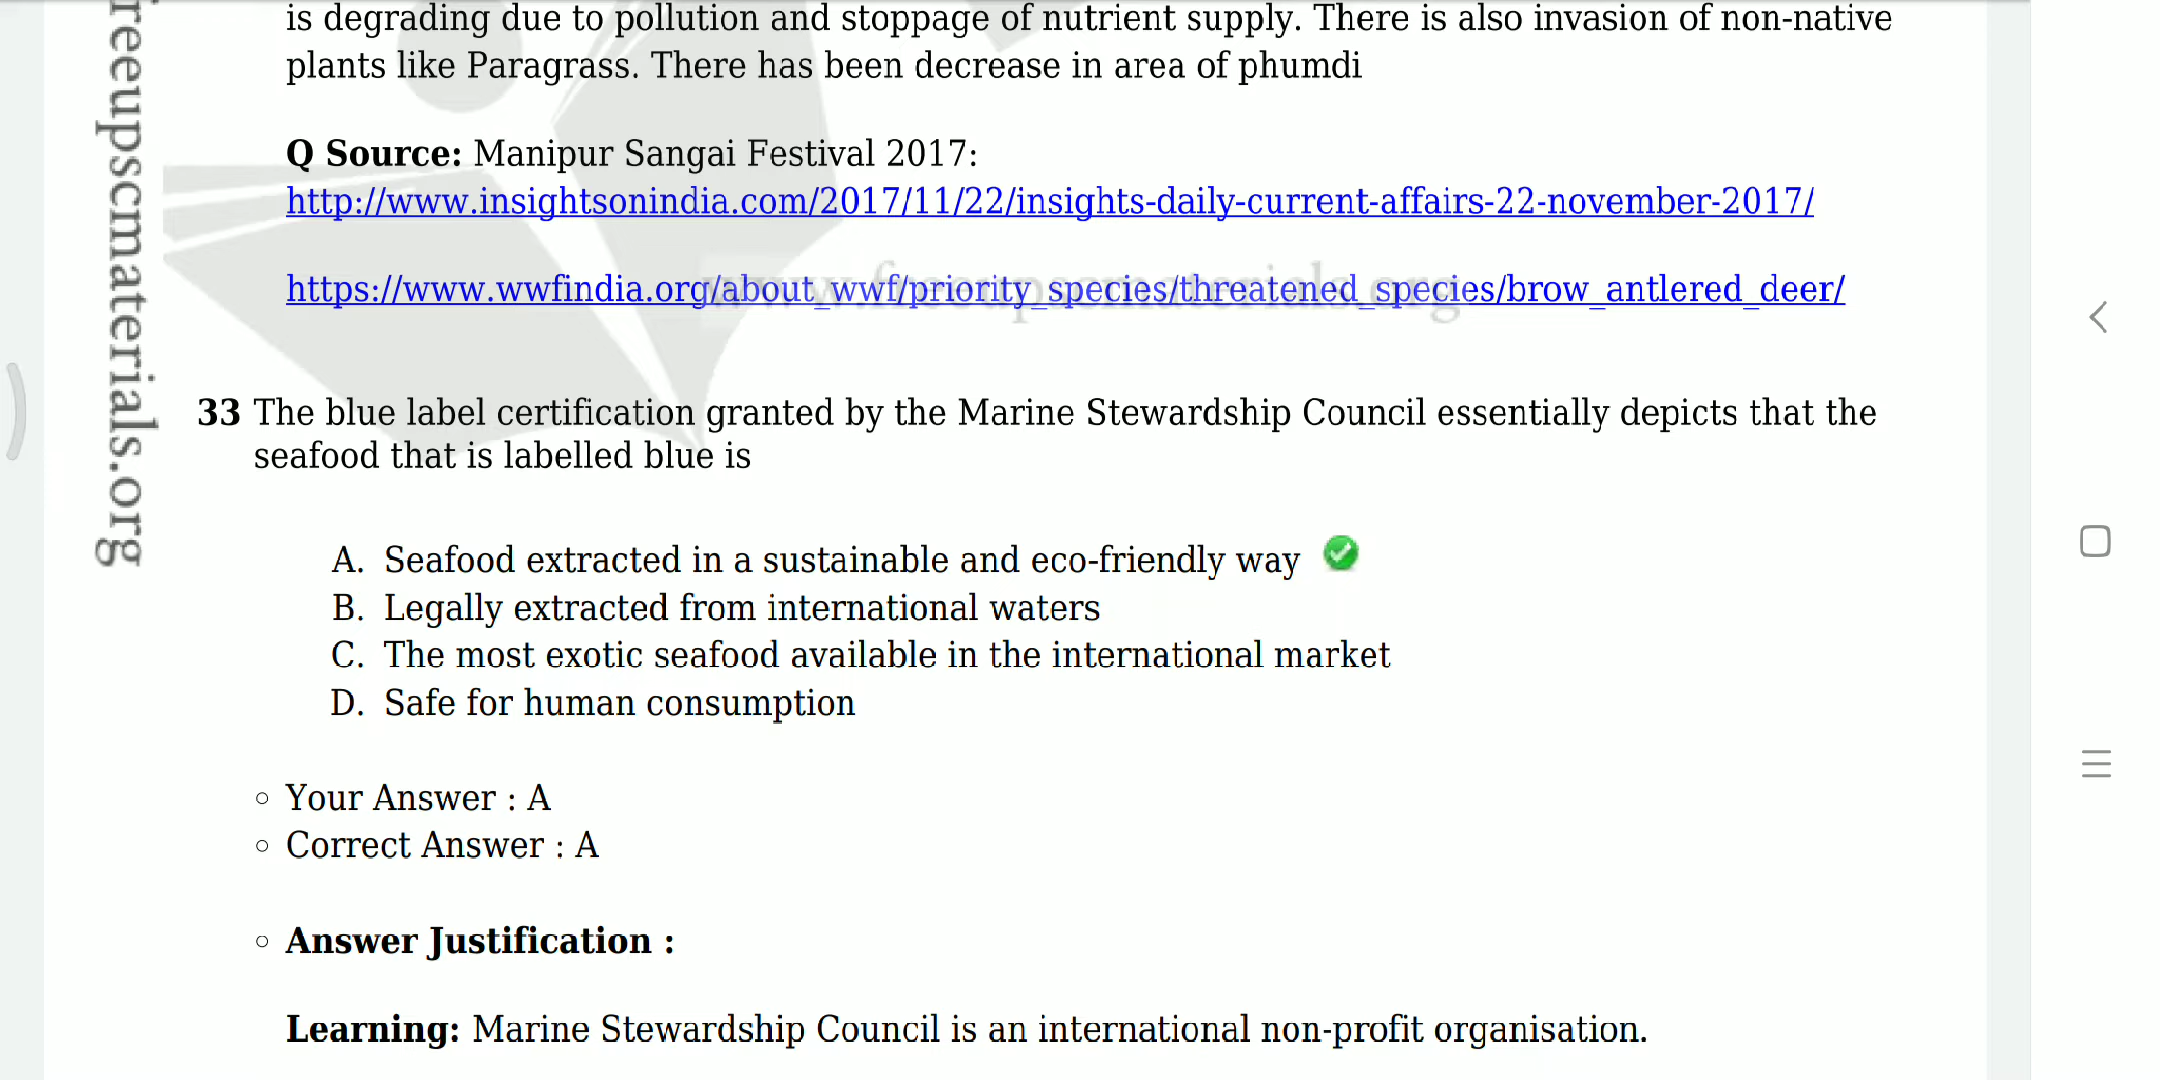 is degrading due to pollution and stoppage of nutrient supply. There is also invasion of non-native
plants like Paragrass. There has been decrease in area of phumdi
Q Source: Manipur Sangai Festival 2017:
http://www.insightsonindia.com/2017/11/22/insights-daily-current-affairs-22-november-2017/
https://www.wwfindia.org/about_wwf/priority_species/threatened_species/brow_antlered_deer/
www.freeupscmaterials.org
reeupscmaterials.org
33 The blue label certification granted by the Marine Stewardship Council essentially depicts that the
seafood that is labelled blue is
A. Seafood extracted in a sustainable and eco-friendly way
B. Legally extracted from international waters
C. The most exotic seafood available in the international market
D. Safe for human consumption
Your Answer : A
Correct Answer : A
Answer Justification :
Learning: Marine Stewardship Council is an international non-profit organisation.